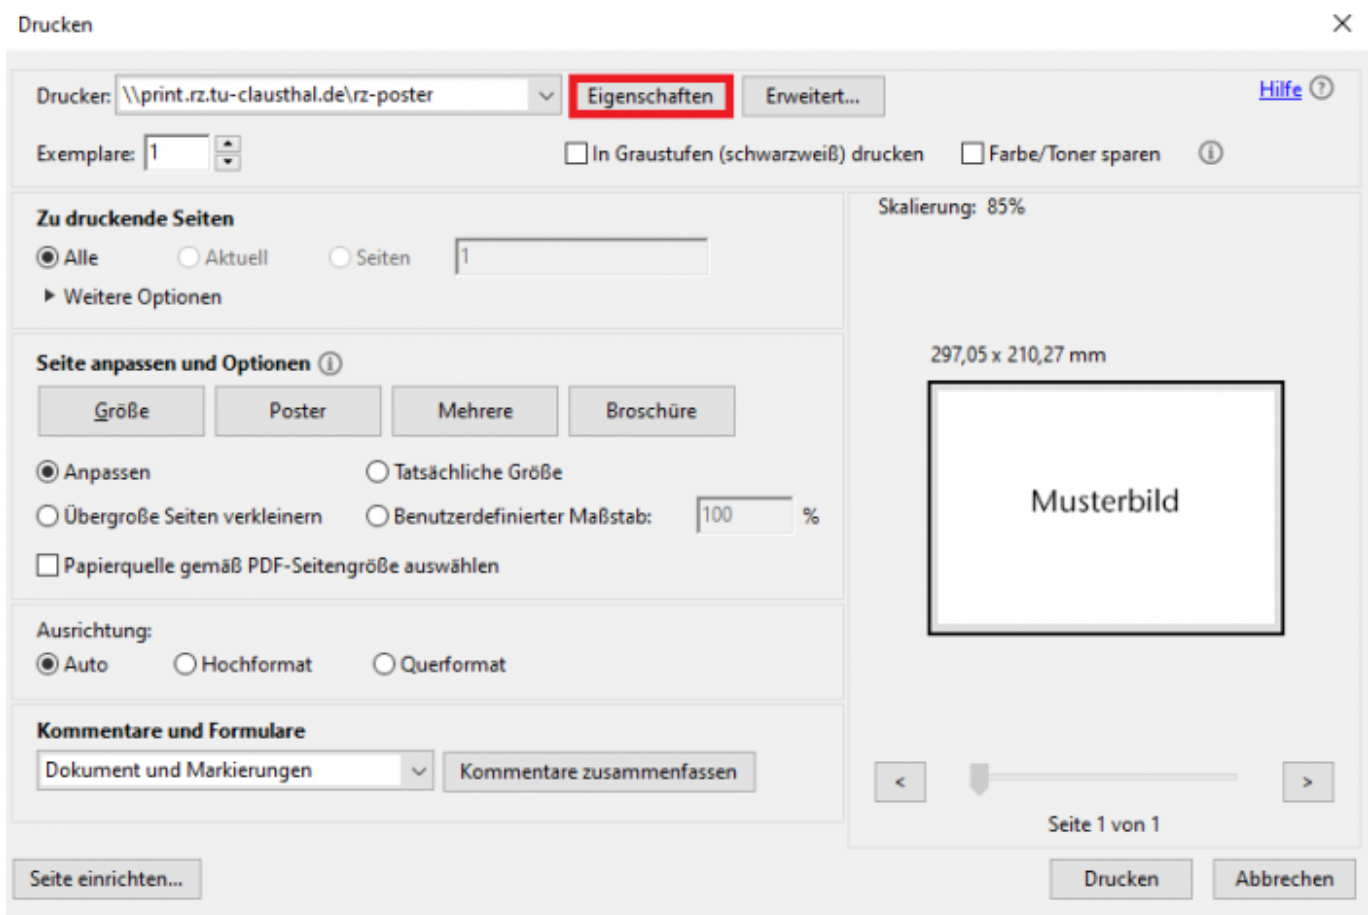 Drucken
Drucker: \\print.rz.tu-clausthal.de\rz-poster Eigenschaften Erweitert... Hilfe ?
Exemplare: 1 In Graustufen (schwarzweiß) drucken Farbe/Toner sparen i
Zu druckende Seiten
Alle Aktuell Seiten 1
Weitere Optionen
Seite anpassen und Optionen i
Größe Poster Mehrere Broschüre
Anpassen Tatsächliche Größe
Übergroße Seiten verkleinern Benutzerdefinierter Maßstab: 100 %
Papierquelle gemäß PDF-Seitengröße auswählen
Ausrichtung:
Auto Hochformat Querformat
Kommentare und Formulare
Dokument und Markierungen Kommentare zusammenfassen
Skalierung: 85%
297,05 x 210,27 mm
Musterbild
< >
Seite 1 von 1
Seite einrichten... Drucken Abbrechen